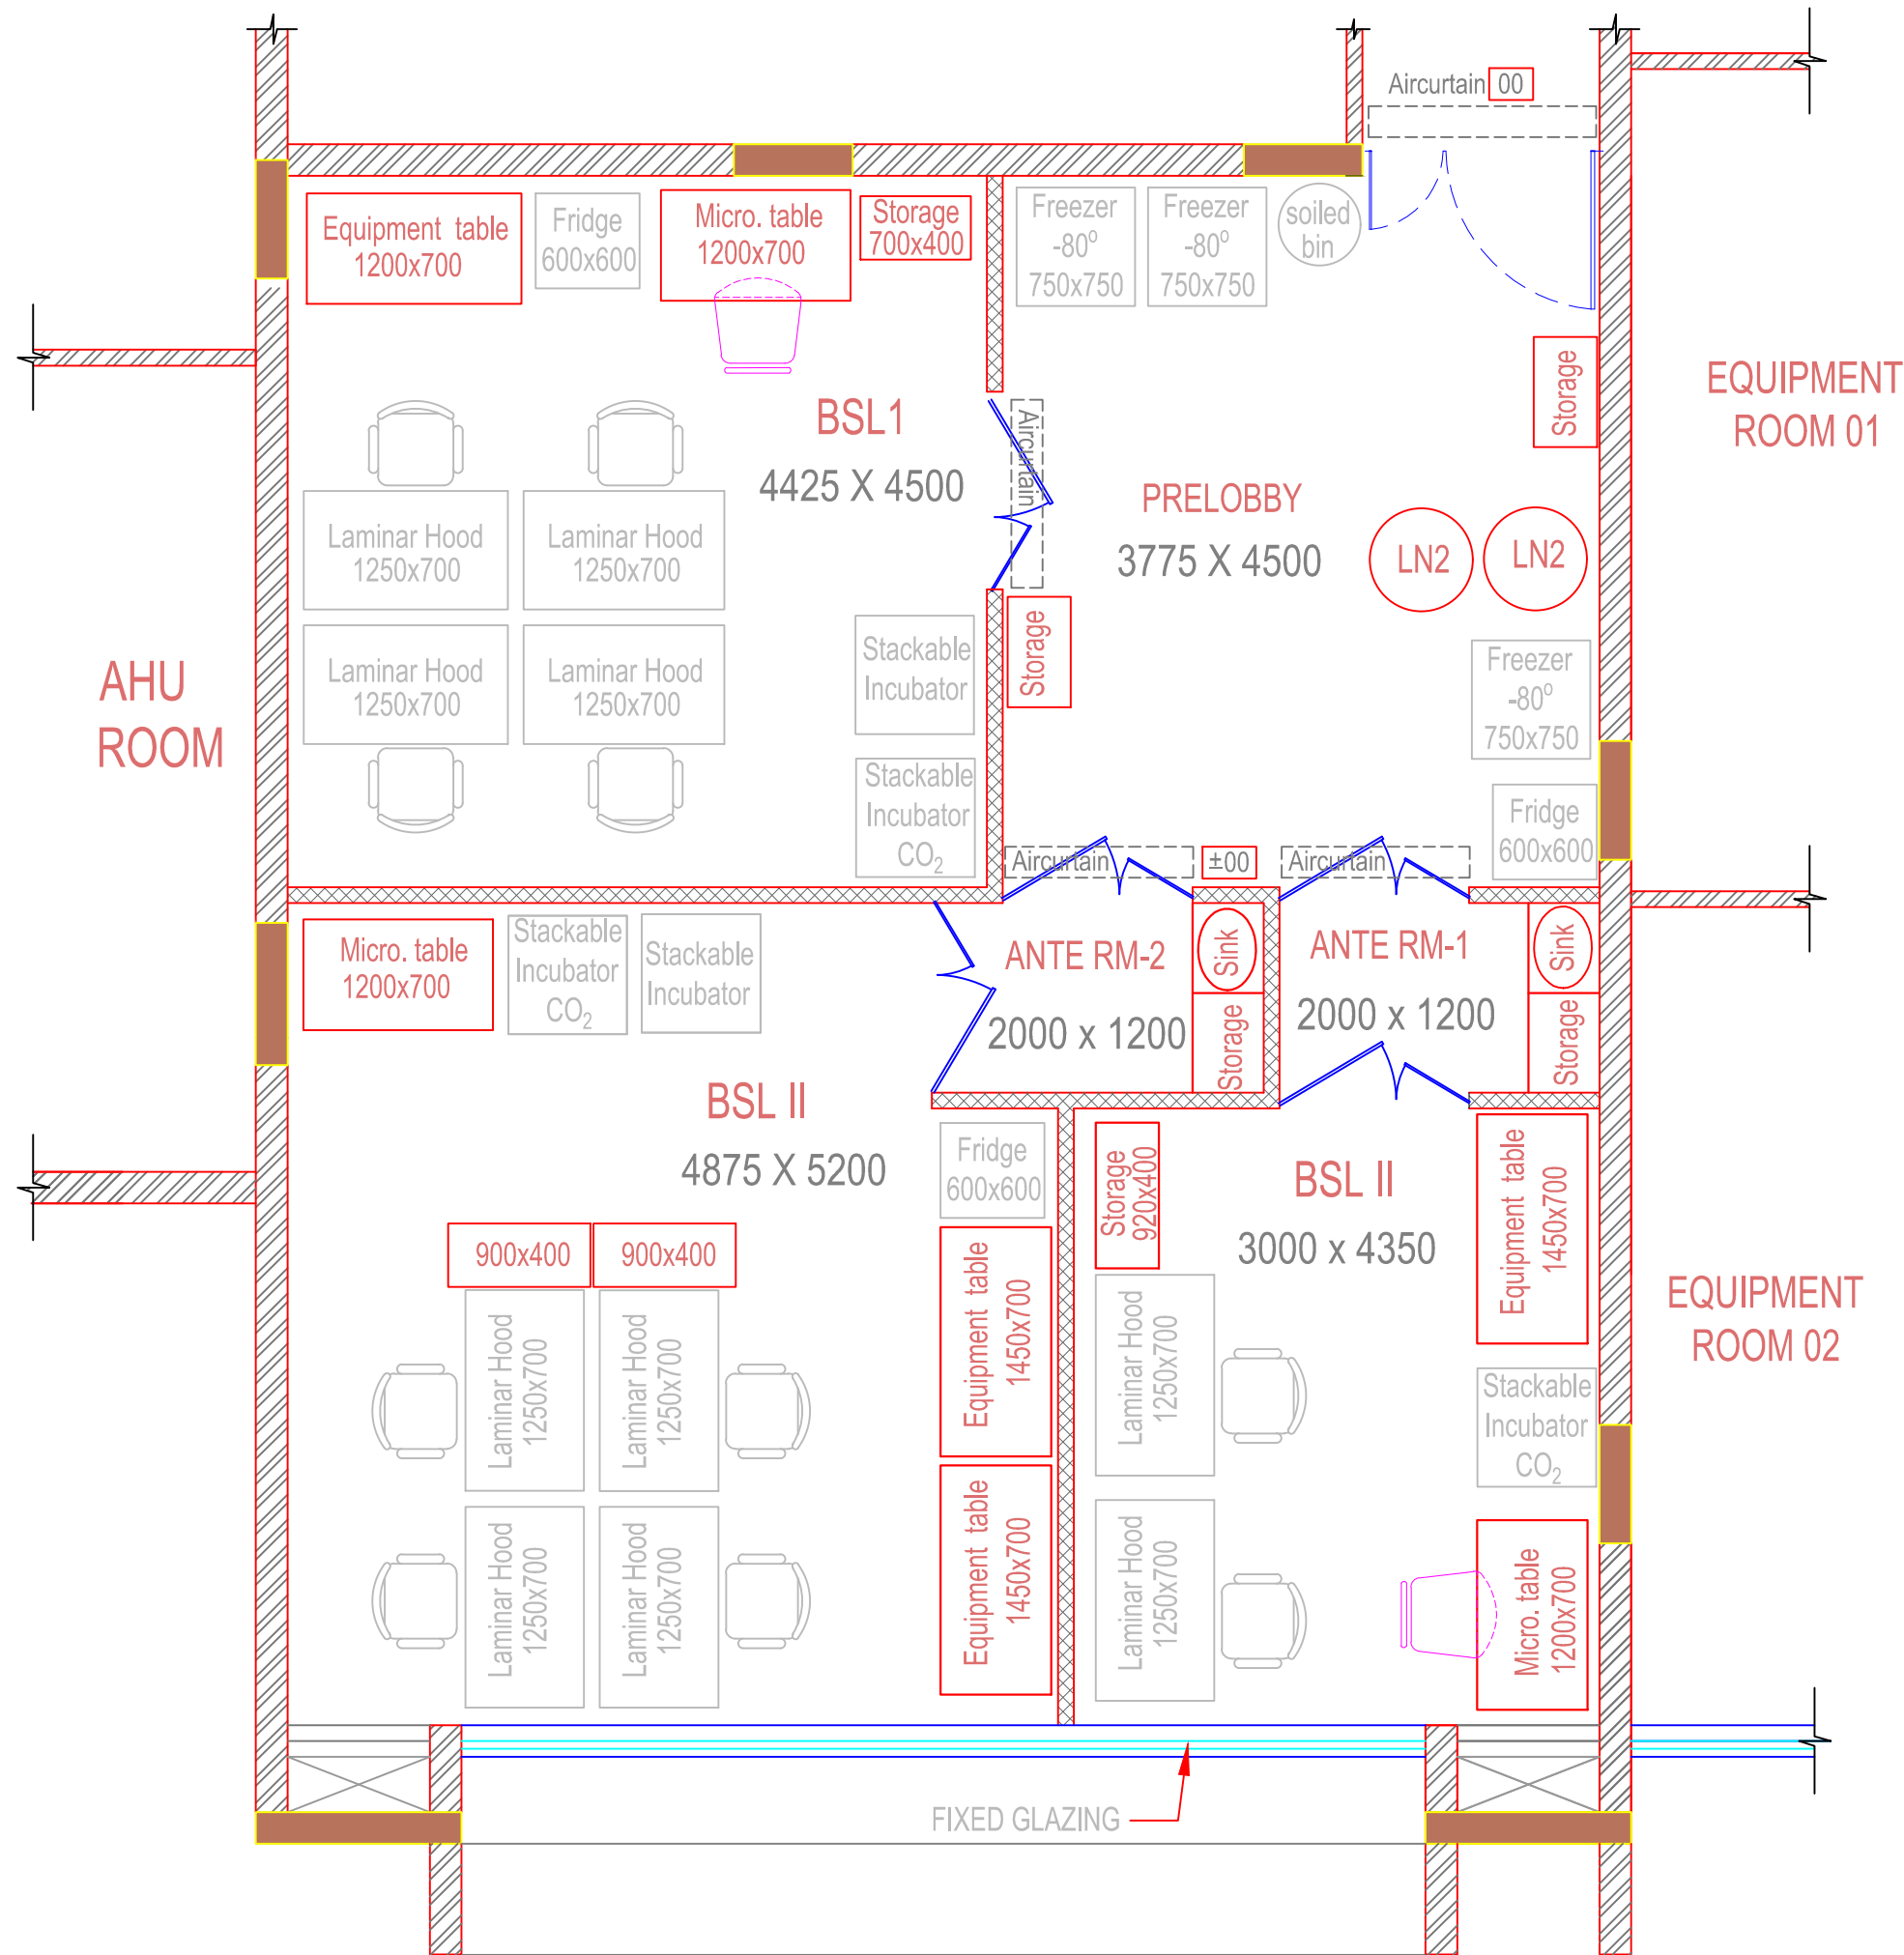 Aircurtain 00
Equipment table
1200x700
Fridge
600x600
Micro. table
1200x700
Storage
700x400
Freezer
-80⁰
750x750
Freezer
-80⁰
750x750
soiled
bin
Storage
EQUIPMENT
ROOM 01
BSL1
4425 X 4500
Aircurtain
PRELOBBY
3775 X 4500
LN2
LN2
Laminar Hood
1250x700
Laminar Hood
1250x700
Laminar Hood
1250x700
Laminar Hood
1250x700
Stackable
Incubator
Storage
Freezer
-80⁰
750x750
AHU
ROOM
Stackable
Incubator
CO₂
Fridge
600x600
Aircurtain
±00
Aircurtain
Micro. table
1200x700
Stackable
Incubator
CO₂
Stackable
Incubator
ANTE RM-2
2000 x 1200
Sink
Storage
ANTE RM-1
2000 x 1200
Sink
Storage
BSL II
4875 X 5200
Fridge
600x600
Storage
920x400
BSL II
3000 x 4350
Equipment table
1450x700
900x400
900x400
Equipment table
1450x700
EQUIPMENT
ROOM 02
Laminar Hood
1250x700
Laminar Hood
1250x700
Laminar Hood
1250x700
Stackable
Incubator
CO₂
Laminar Hood
1250x700
Laminar Hood
1250x700
Equipment table
1450x700
Laminar Hood
1250x700
Micro. table
1200x700
FIXED GLAZING